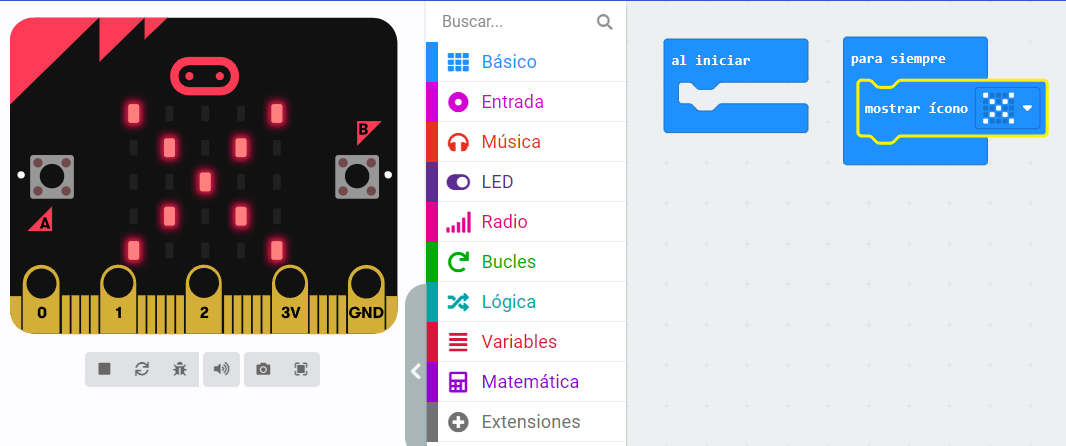 B
A
0 1 2 3V GND
Buscar...
Básico
Entrada
Música
LED
Radio
Bucles
Lógica
Variables
Matemática
Extensiones
al iniciar
para siempre
mostrar ícono